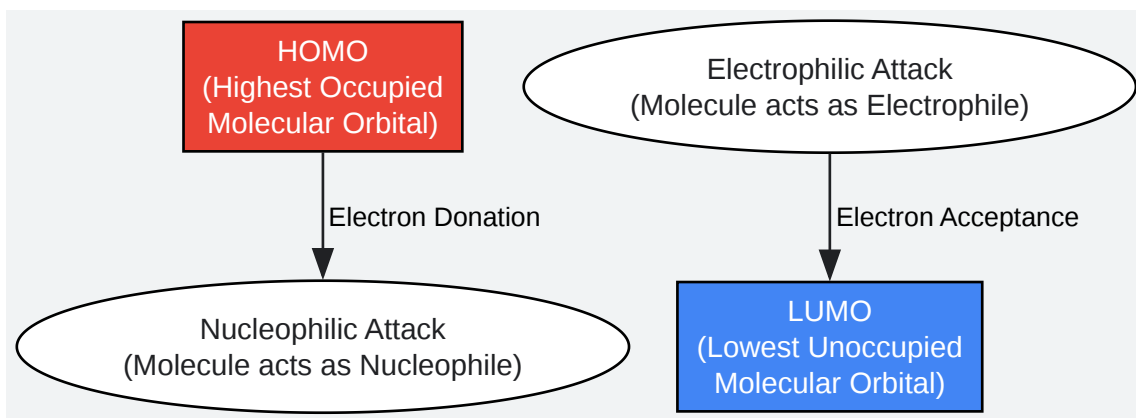 HOMO
(Highest Occupied
Molecular Orbital)
Electron Donation
Nucleophilic Attack
(Molecule acts as Nucleophile)
Electrophilic Attack
(Molecule acts as Electrophile)
Electron Acceptance
LUMO
(Lowest Unoccupied
Molecular Orbital)